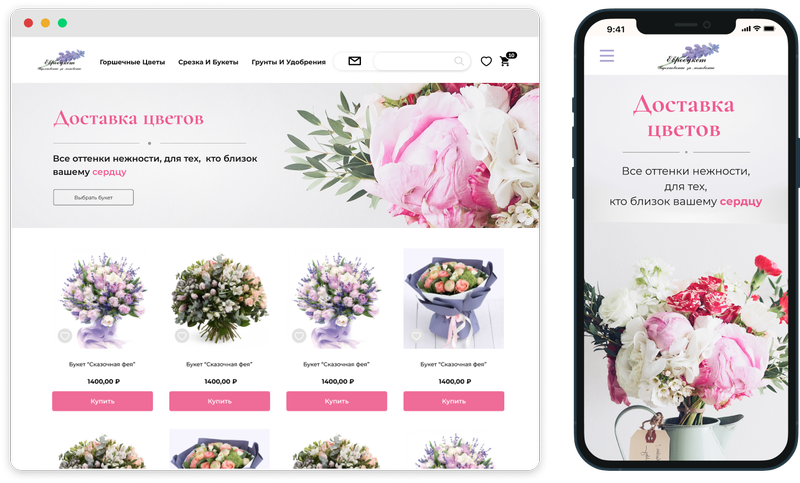 Евробукет
Горшечные Цветы
Срезка И Букеты
Грунты И Удобрения
20
Доставка цветов
Все оттенки нежности, для тех, кто близок
вашему сердцу
Выбрать букет
Букет "Сказочная фея"
Букет "Сказочная фея"
Букет "Сказочная фея"
Букет "Сказочная фея"
1400,00 ₽
1400,00 ₽
1400,00 ₽
1400,00 ₽
Купить
Купить
Купить
Купить
9:41
Евробукет
Доставка
цветов
Все оттенки нежности,
для тех,
кто близок вашему сердцу